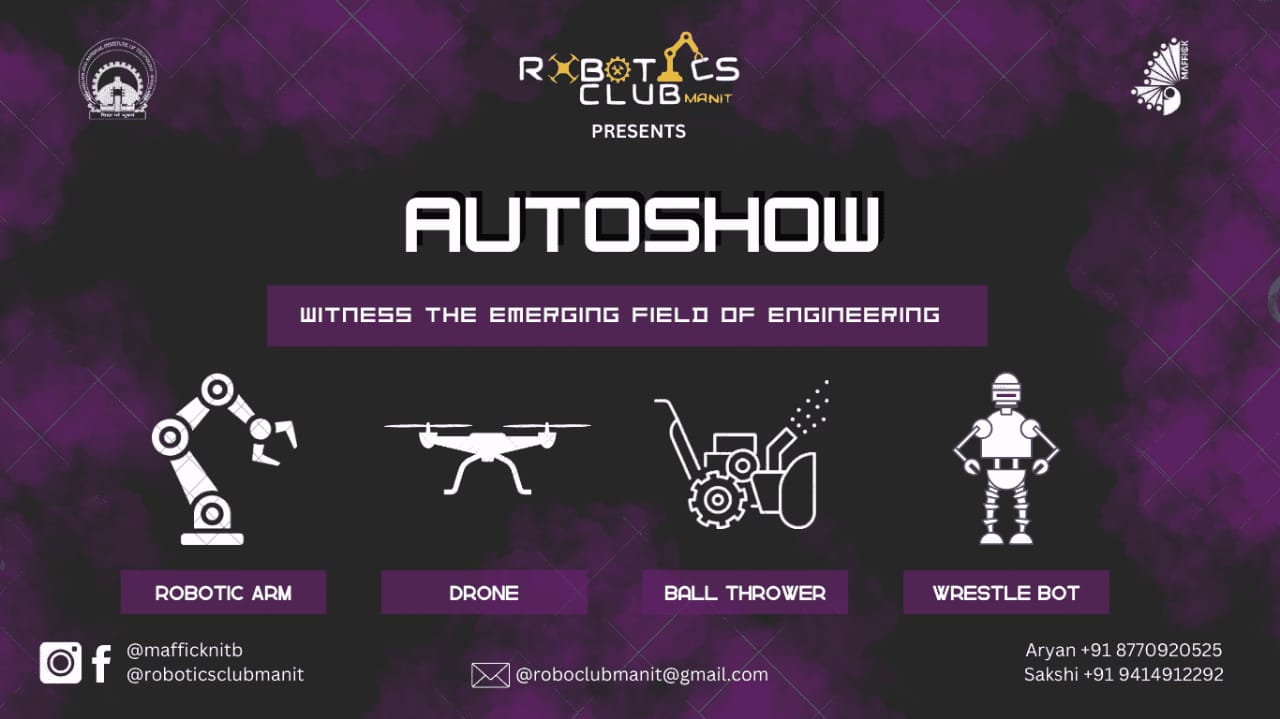 ROBOTICS
CLUB MANIT
PRESENTS
MAFFICK
AUTOSHOW
WITNESS THE EMERGING FIELD OF ENGINEERING
ROBOTIC ARM
DRONE
BALL THROWER
WRESTLE BOT
@mafficknitb
@roboticsclubmanit
@roboclubmanit@gmail.com
Aryan +91 8770920525
Sakshi +91 9414912292